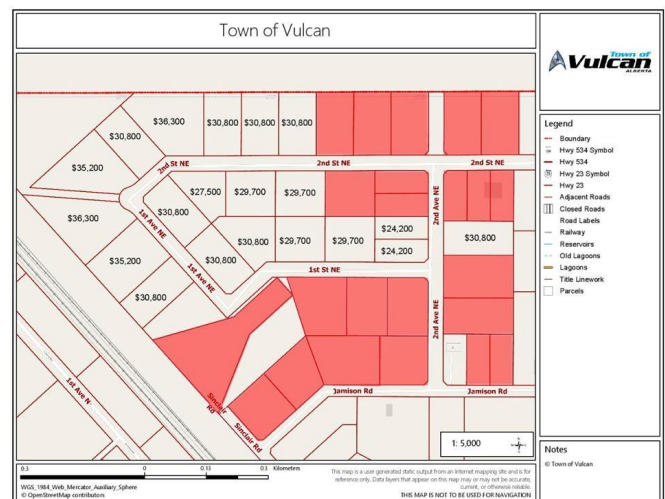 Town of Vulcan
Town of
Vulcan
ALBERTA
$36,300
$30,800
$30,800
$30,800
$30,800
$35,200
2nd St NE
2nd St NE
2nd St NE
$27,500
$29,700
$29,700
$30,800
$36,300
1st Ave NE
2nd Ave NE
$24,200
$30,800
$29,700
$29,700
$24,200
$30,800
$35,200
$30,800
1st Ave NE
1st St NE
$30,800
2nd Ave NE
1st Ave N
Sinclair Rd
Sinclair Rd
Jamison Rd
Jamison Rd
1: 5,000
Legend
Boundary
Hwy 534 Symbol
Hwy 534
Hwy 23 Symbol
Hwy 23
Adjacent Roads
Closed Roads
Road Labels
Railway
Reservoirs
Old Lagoons
Lagoons
Title Linework
Parcels
Notes
© Town of Vulcan
0.3
0
0.13
0.3 Kilometers
WGS_1984_Web_Mercator_Auxiliary_Sphere
© OpenStreetMap contributors
This map is a user generated static output from an Internet mapping site and is for
reference only. Data layers that appear on this map may or may not be accurate,
current, or otherwise reliable.
THIS MAP IS NOT TO BE USED FOR NAVIGATION